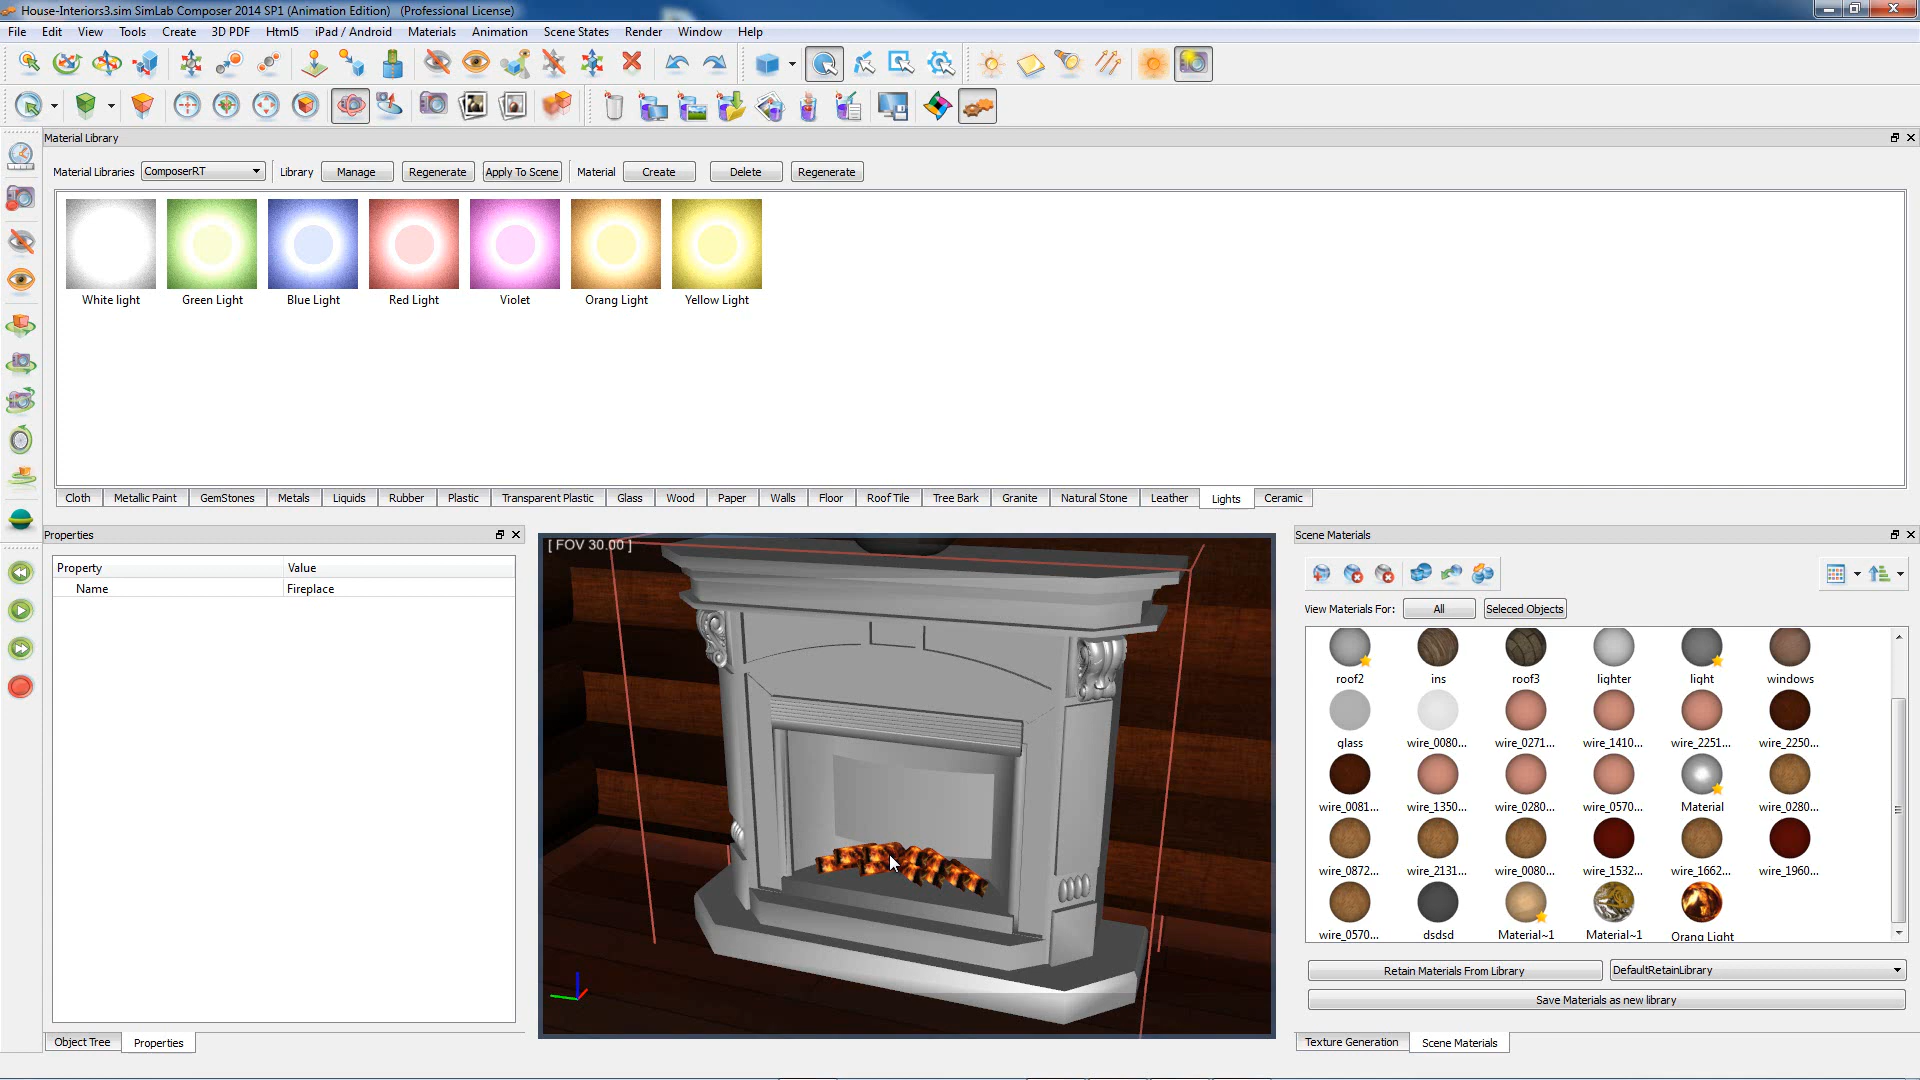 House-Interiors3.sim SimLab Composer 2014 SP1 (Animation Edition) (Professional License)
File Edit View Tools Create 3D PDF Html5 iPad / Android Materials Animation Scene States Render Window Help
Material Library
Material Libraries ComposerRT Library Manage Regenerate Apply To Scene Material Create Delete Regenerate
White light Green Light Blue Light Red Light Violet Orang Light Yellow Light
Cloth Metallic Paint GemStones Metals Liquids Rubber Plastic Transparent Plastic Glass Wood Paper Walls Floor Roof Tile Tree Bark Granite Natural Stone Leather Lights Ceramic
Properties
Property Value
Name Fireplace
[ FOV 30.00 ]
Scene Materials
View Materials For: All Seleced Objects
roof2 ins roof3 lighter light windows
glass wire_0080... wire_0271... wire_1410... wire_2251... wire_2250...
wire_0081... wire_1350... wire_0280... wire_0570... Material wire_0280...
wire_0872... wire_2131... wire_0080... wire_1532... wire_1662... wire_1960...
wire_0570... dsdsd Material~1 Material~1 Orang Light
Retain Materials From Library DefaultRetainLibrary
Save Materials as new library
Object Tree Properties
Texture Generation Scene Materials